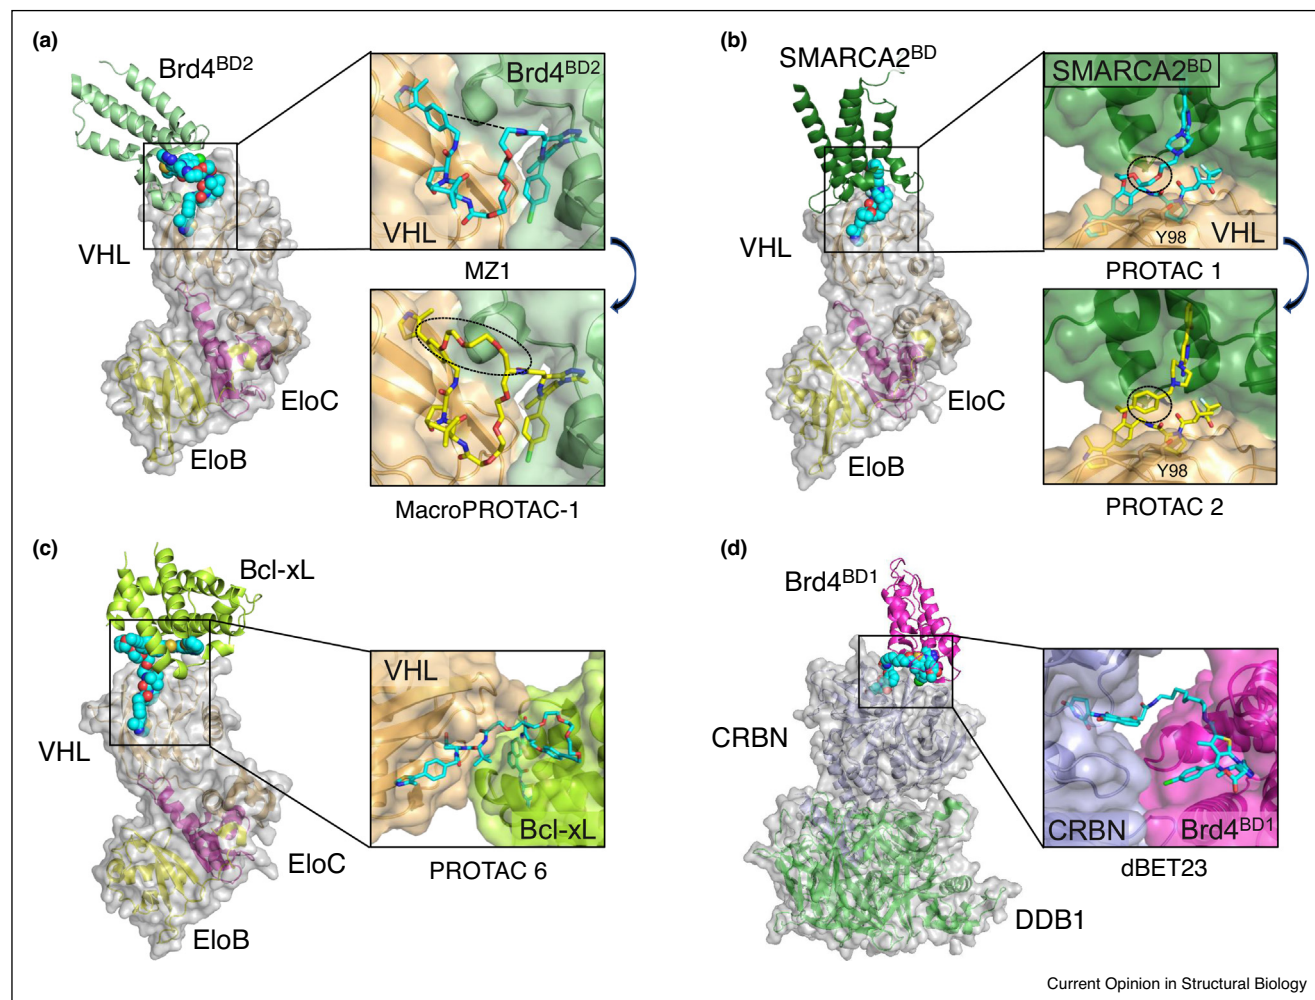 (a)
Brd4BD2
Brd4BD2
VHL
VHL
MZ1
EloC
EloB
MacroPROTAC-1
(b)
SMARCA2BD
SMARCA2BD
VHL
VHL
Y98
PROTAC 1
EloC
EloB
Y98
PROTAC 2
(c)
Bcl-xL
VHL
VHL
Bcl-xL
PROTAC 6
EloC
EloB
(d)
Brd4BD1
CRBN
CRBN
Brd4BD1
dBET23
DDB1
Current Opinion in Structural Biology